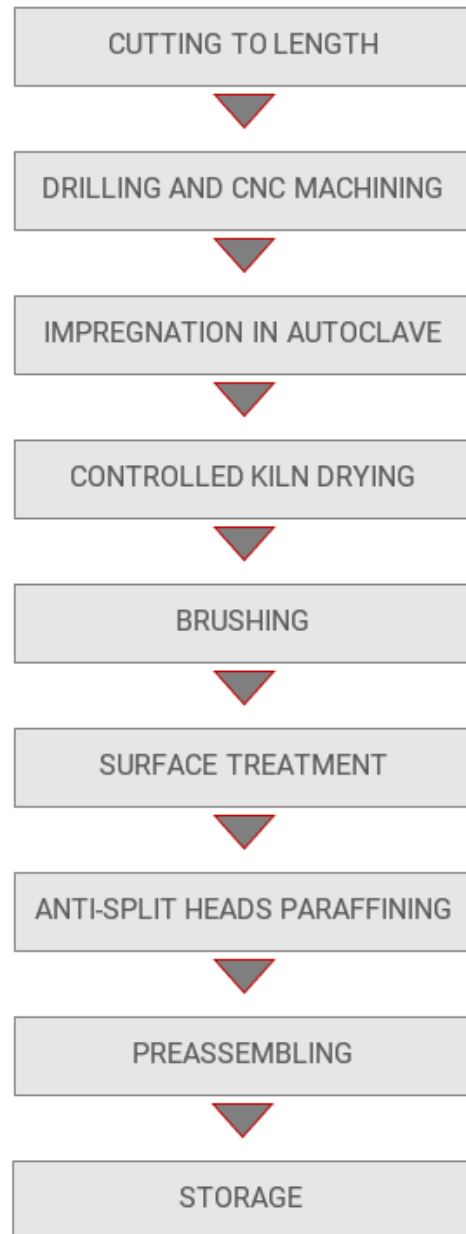 CUTTING TO LENGTH
DRILLING AND CNC MACHINING
IMPREGNATION IN AUTOCLAVE
CONTROLLED KILN DRYING
BRUSHING
SURFACE TREATMENT
ANTI-SPLIT HEADS PARAFFINING
PREASSEMBLING
STORAGE